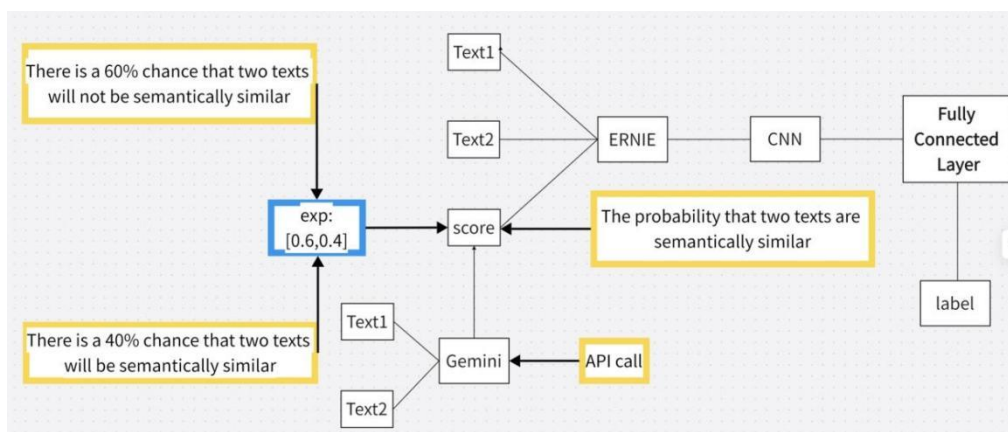 Text1
There is a 60% chance that two texts
will not be semantically similar
Text2
ERNIE
CNN
Fully
Connected
Layer
exp:
[0.6,0.4]
score
The probability that two texts are
semantically similar
label
There is a 40% chance that two texts
will be semantically similar
Text1
Gemini
API call
Text2